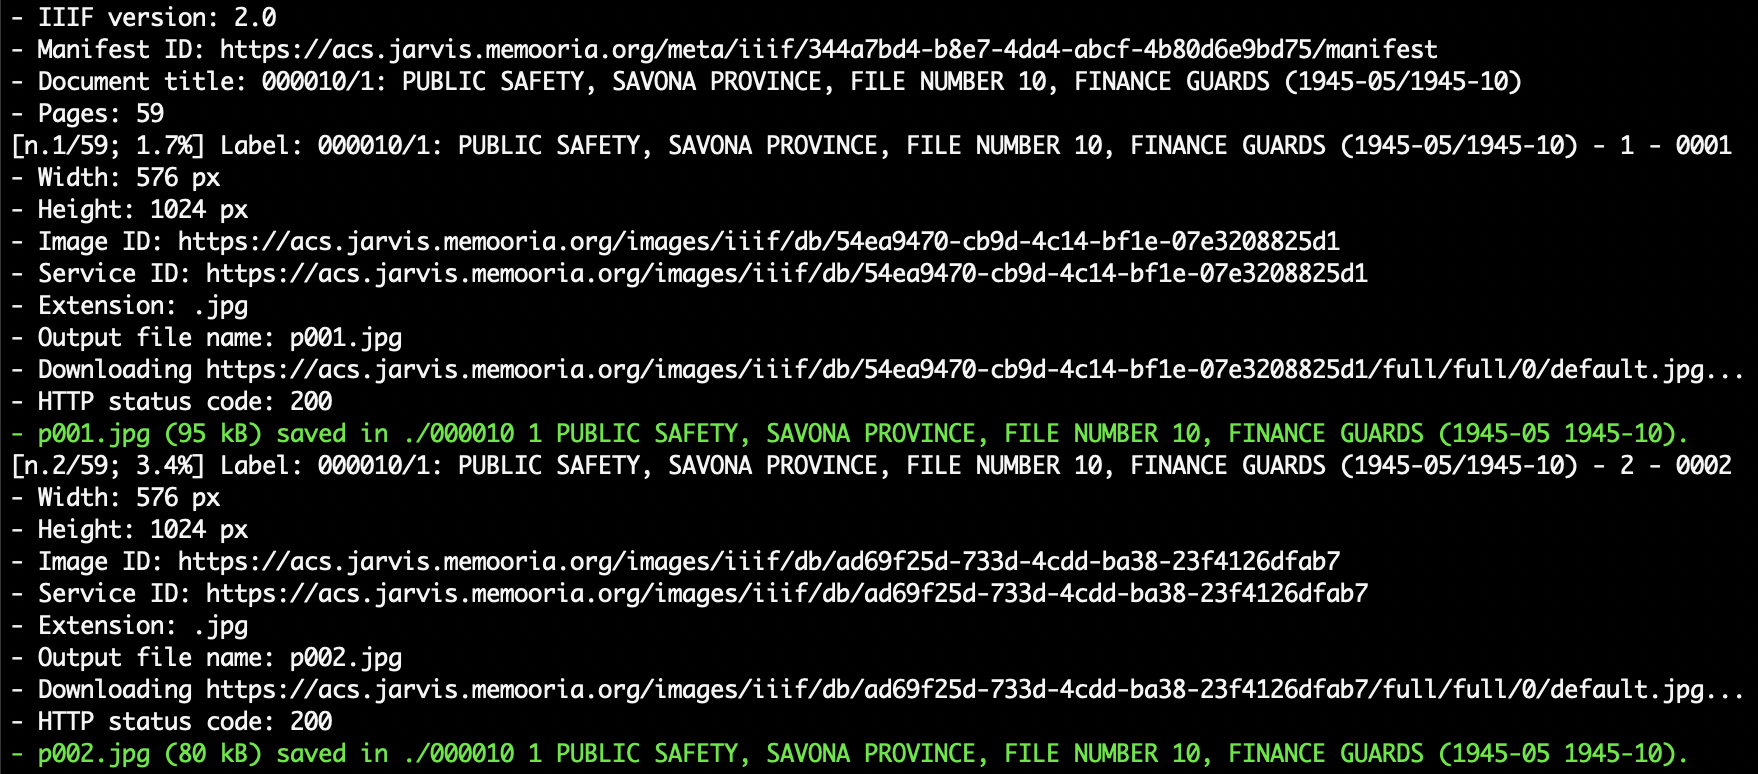 - IIIF version: 2.0
- Manifest ID: https://acs.jarvis.memooria.org/meta/iiif/344a7bd4-b8e7-4da4-abcf-4b80d6e9bd75/manifest
- Document title: 000010/1: PUBLIC SAFETY, SAVONA PROVINCE, FILE NUMBER 10, FINANCE GUARDS (1945-05/1945-10)
- Pages: 59
[n.1/59; 1.7%] Label: 000010/1: PUBLIC SAFETY, SAVONA PROVINCE, FILE NUMBER 10, FINANCE GUARDS (1945-05/1945-10) - 1 - 0001
- Width: 576 px
- Height: 1024 px
- Image ID: https://acs.jarvis.memooria.org/images/iiif/db/54ea9470-cb9d-4c14-bf1e-07e3208825d1
- Service ID: https://acs.jarvis.memooria.org/images/iiif/db/54ea9470-cb9d-4c14-bf1e-07e3208825d1
- Extension: .jpg
- Output file name: p001.jpg
- Downloading https://acs.jarvis.memooria.org/images/iiif/db/54ea9470-cb9d-4c14-bf1e-07e3208825d1/full/full/0/default.jpg...
- HTTP status code: 200
- p001.jpg (95 kB) saved in ./000010 1 PUBLIC SAFETY, SAVONA PROVINCE, FILE NUMBER 10, FINANCE GUARDS (1945-05 1945-10).
[n.2/59; 3.4%] Label: 000010/1: PUBLIC SAFETY, SAVONA PROVINCE, FILE NUMBER 10, FINANCE GUARDS (1945-05/1945-10) - 2 - 0002
- Width: 576 px
- Height: 1024 px
- Image ID: https://acs.jarvis.memooria.org/images/iiif/db/ad69f25d-733d-4cdd-ba38-23f4126dfab7
- Service ID: https://acs.jarvis.memooria.org/images/iiif/db/ad69f25d-733d-4cdd-ba38-23f4126dfab7
- Extension: .jpg
- Output file name: p002.jpg
- Downloading https://acs.jarvis.memooria.org/images/iiif/db/ad69f25d-733d-4cdd-ba38-23f4126dfab7/full/full/0/default.jpg...
- HTTP status code: 200
- p002.jpg (80 kB) saved in ./000010 1 PUBLIC SAFETY, SAVONA PROVINCE, FILE NUMBER 10, FINANCE GUARDS (1945-05 1945-10).